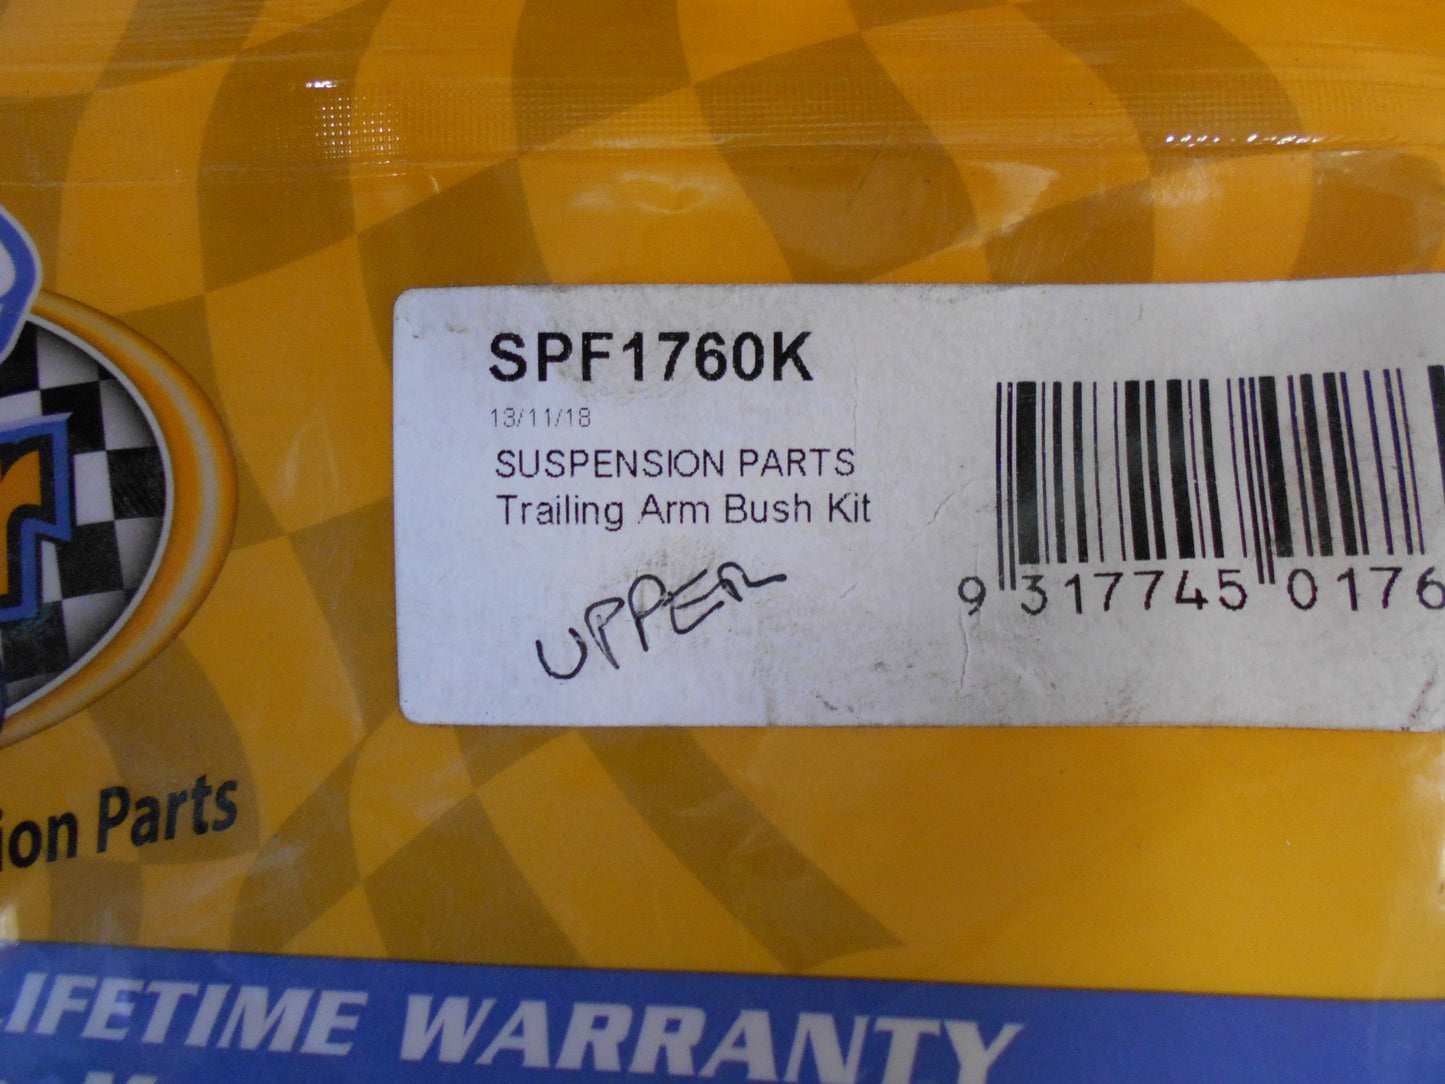 SPF1760K
13/11/18
SUSPENSION PARTS
Trailing Arm Bush Kit
UPPER
9 317745 0176
r
ion Parts
LIFETIME WARRANTY